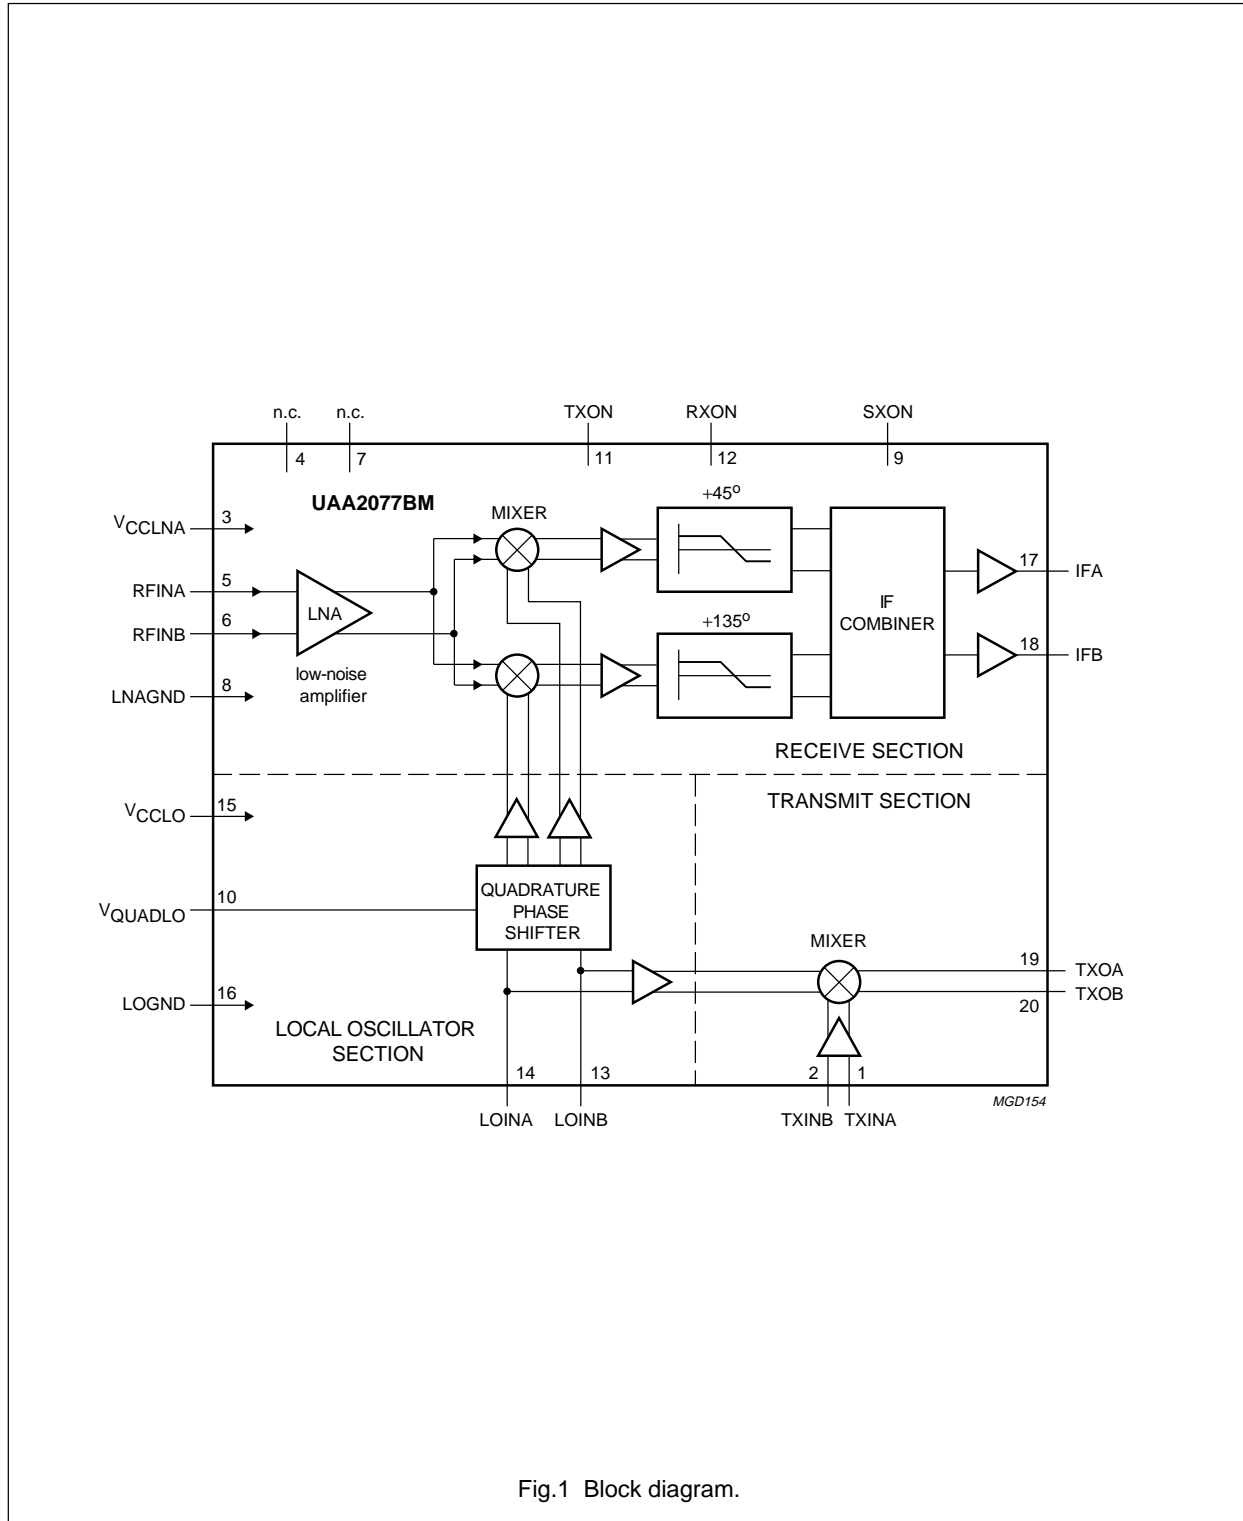 n.c. n.c. TXON RXON SXON
4 7 11 12 9
UAA2077BM
+45°
VCCLNA 3
MIXER
17 IFA
RFINA 5
LNA
IF
COMBINER
RFINB 6
+135°
18 IFB
low-noise
amplifier
LNAGND 8
RECEIVE SECTION
TRANSMIT SECTION
VCCLO 15
QUADRATURE
PHASE
SHIFTER
VQUADLO 10
MIXER
19 TXOA
20 TXOB
LOGND 16
LOCAL OSCILLATOR
SECTION
14 13 2 1
LOINA LOINB TXINB TXINA
MGD154
Fig.1 Block diagram.